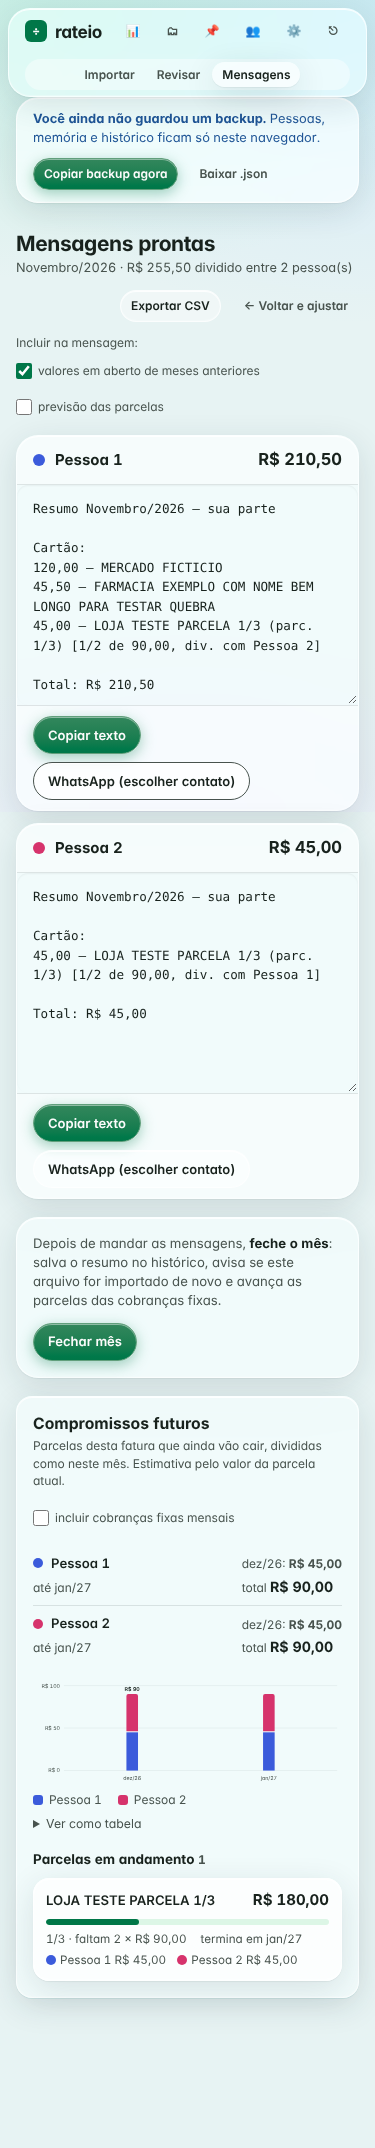 ÷ rateio
Importar Revisar Mensagens
Você ainda não guardou um backup. Pessoas,
memória e histórico ficam só neste navegador.
Copiar backup agora Baixar .json
Mensagens prontas
Novembro/2026 · R$ 255,50 dividido entre 2 pessoa(s)
Exportar CSV ← Voltar e ajustar
Incluir na mensagem:
valores em aberto de meses anteriores
previsão das parcelas
Pessoa 1 R$ 210,50
Resumo Novembro/2026 — sua parte
Cartão:
120,00 — MERCADO FICTICIO
45,50 — FARMACIA EXEMPLO COM NOME BEM
LONGO PARA TESTAR QUEBRA
45,00 — LOJA TESTE PARCELA 1/3 (parc.
1/3) [1/2 de 90,00, div. com Pessoa 2]
Total: R$ 210,50
Copiar texto
WhatsApp (escolher contato)
Pessoa 2 R$ 45,00
Resumo Novembro/2026 — sua parte
Cartão:
45,00 — LOJA TESTE PARCELA 1/3 (parc.
1/3) [1/2 de 90,00, div. com Pessoa 1]
Total: R$ 45,00
Copiar texto
WhatsApp (escolher contato)
Depois de mandar as mensagens, feche o mês:
salva o resumo no histórico, avisa se este
arquivo for importado de novo e avança as
parcelas das cobranças fixas.
Fechar mês
Compromissos futuros
Parcelas desta fatura que ainda vão cair, divididas
como neste mês. Estimativa pelo valor da parcela
atual.
incluir cobranças fixas mensais
Pessoa 1 dez/26: R$ 45,00
até jan/27 total R$ 90,00
Pessoa 2 dez/26: R$ 45,00
até jan/27 total R$ 90,00
R$ 90
R$ 100
R$ 50
R$ 0
dez/26 jan/27
Pessoa 1 Pessoa 2
Ver como tabela
Parcelas em andamento 1
LOJA TESTE PARCELA 1/3 R$ 180,00
1/3 · faltam 2 × R$ 90,00 termina em jan/27
Pessoa 1 R$ 45,00 Pessoa 2 R$ 45,00